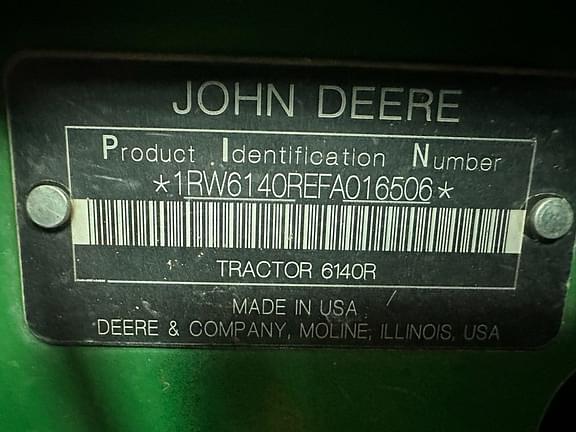 JOHN DEERE
Product Identification Number
*1RW6140REFA016506*
TRACTOR 6140R
MADE IN USA
DEERE & COMPANY, MOLINE, ILLINOIS, USA